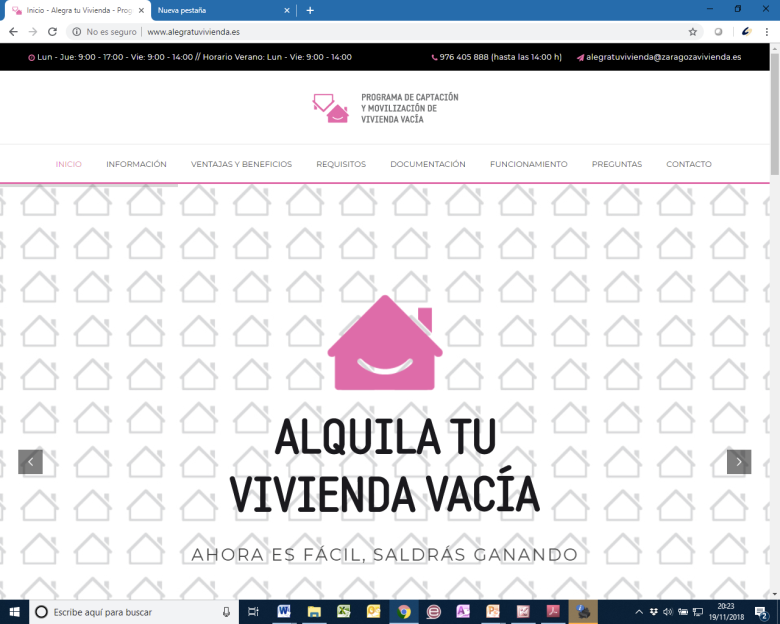 Inicio - Alegra tu Vivienda - Prog
Nueva pestaña
No es seguro | www.alegratuvivienda.es
Lun - Jue: 9:00 - 17:00 - Vie: 9:00 - 14:00 // Horario Verano: Lun - Vie: 9:00 - 14:00
976 405 888 (hasta las 14:00 h)
alegratuvivienda@zaragozavivienda.es
PROGRAMA DE CAPTACIÓN
Y MOVILIZACIÓN DE
VIVIENDA VACÍA
INICIO
INFORMACIÓN
VENTAJAS Y BENEFICIOS
REQUISITOS
DOCUMENTACIÓN
FUNCIONAMIENTO
PREGUNTAS
CONTACTO
ALQUILA TU
VIVIENDA VACÍA
AHORA ES FÁCIL, SALDRÁS GANANDO
Escribe aquí para buscar
20:23
19/11/2018
2